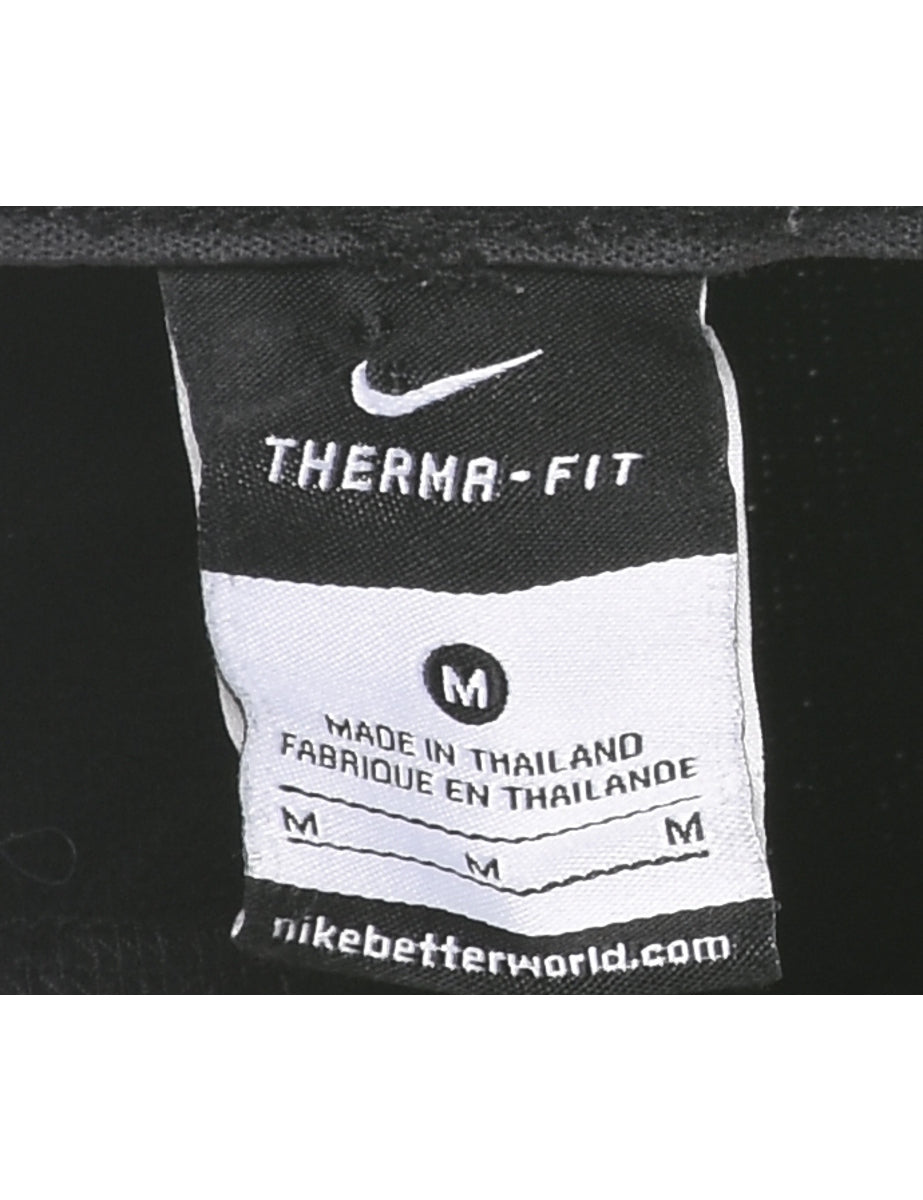 THERMA-FIT
M
MADE IN THAILAND
FABRIQUE EN THAILANDE
M M M
nikebetterworld.com